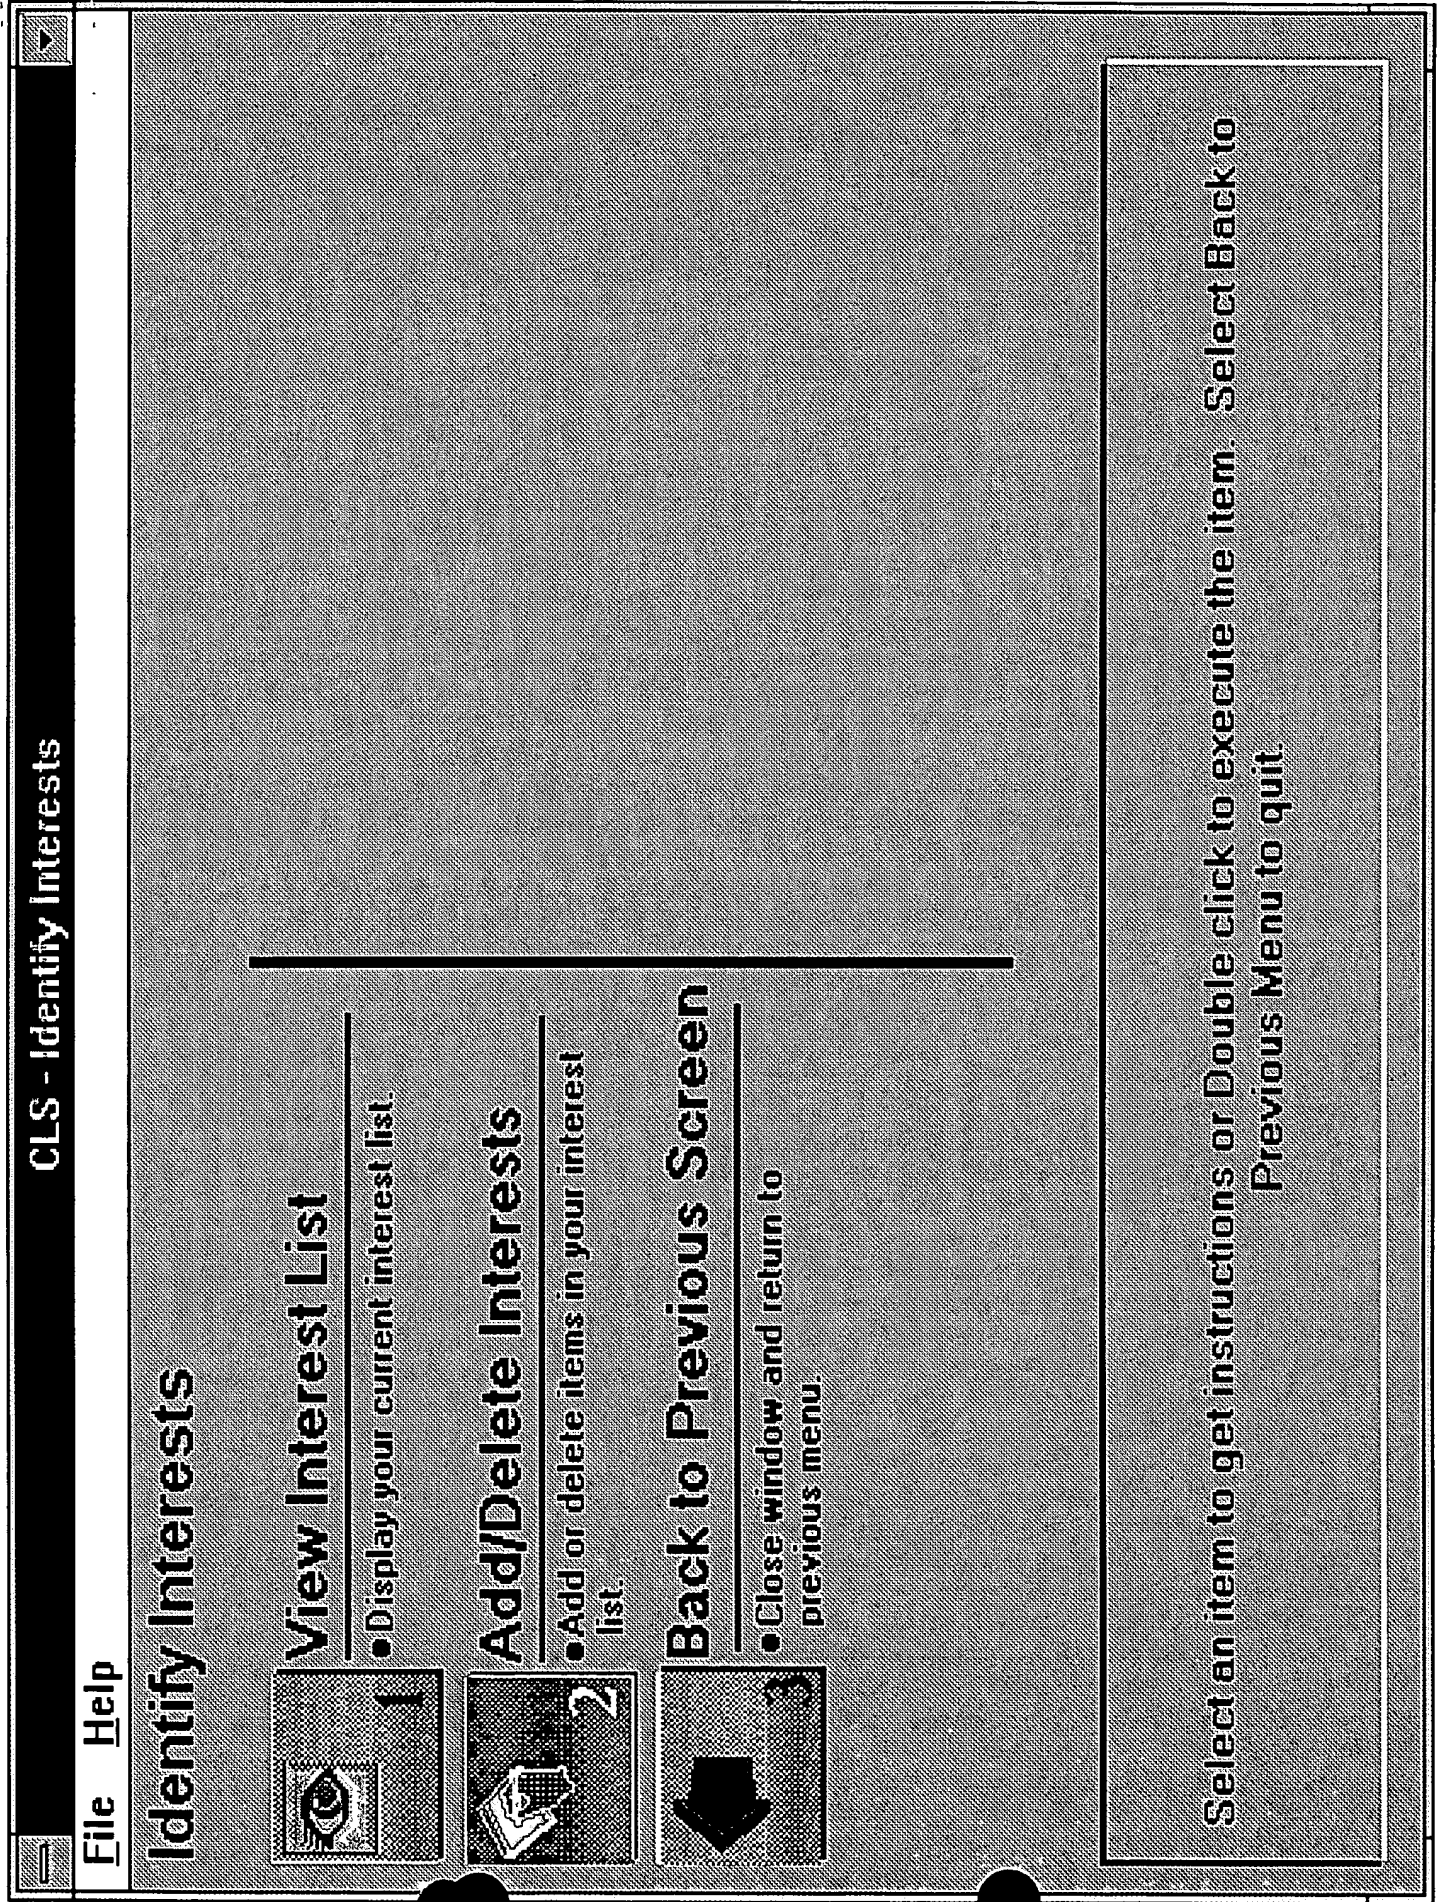 CLS - Identify Interests
File Help
Identify Interests
1
View Interest List
●Display your current interest list.
2
Add/Delete Interests
●Add or delete items in your interest
list.
3
Back to Previous Screen
●Close window and return to
previous menu.
Select an item to get instructions or Double click to execute the item. Select Back to
Previous Menu to quit.